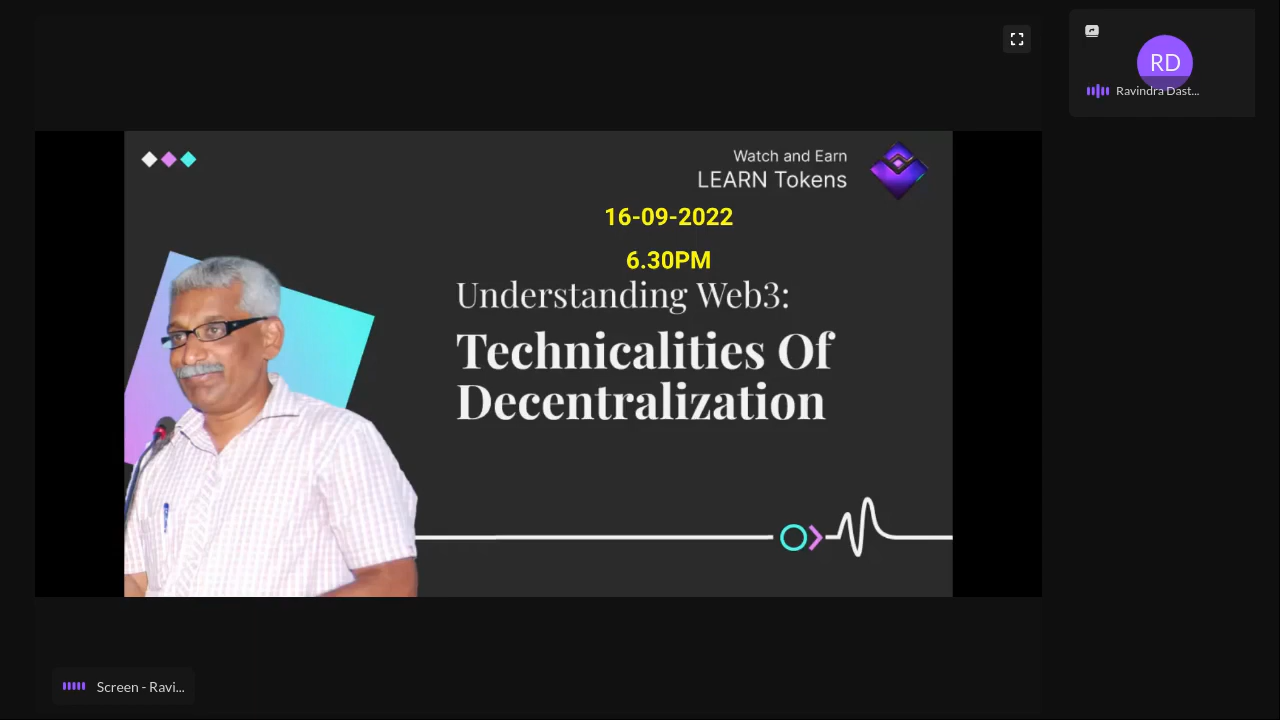 RD
Ravindra Dast...
Watch and Earn
LEARN Tokens
16-09-2022
6.30PM
Understanding Web3:
Technicalities Of
Decentralization
Screen - Ravi...